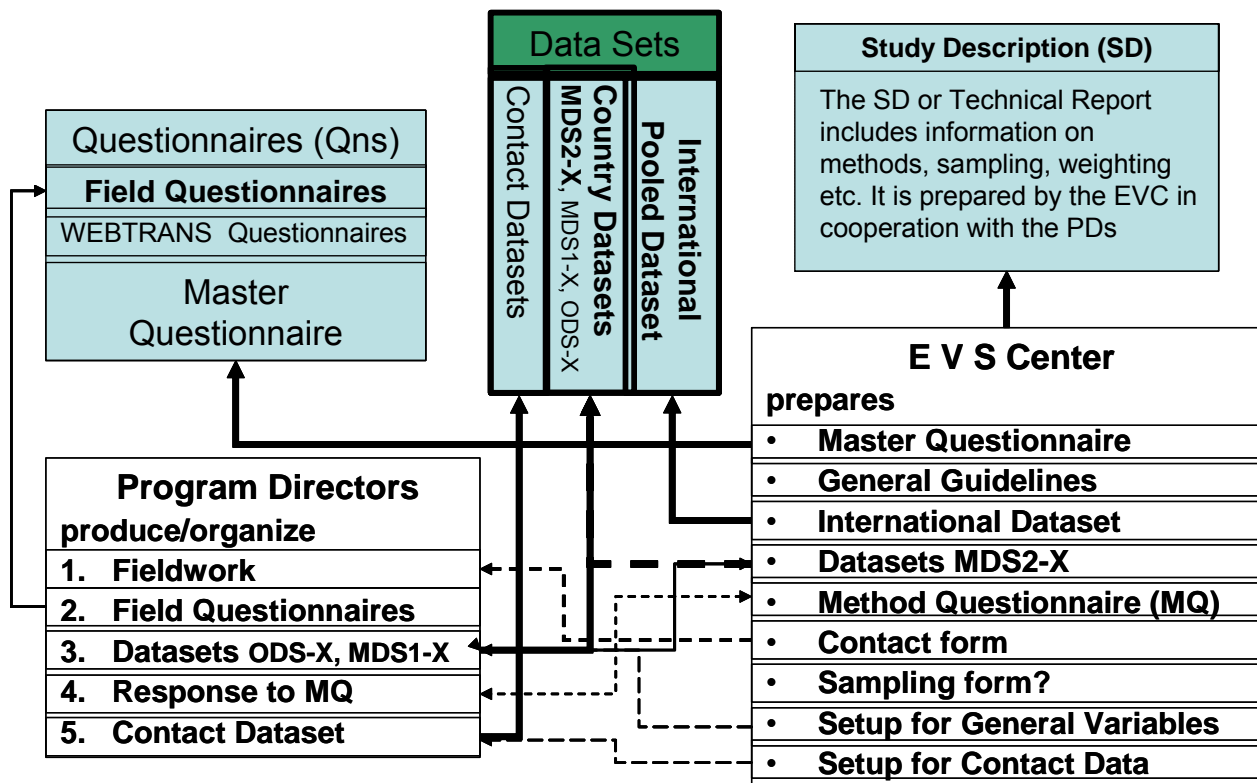 Data Sets
Contact Datasets
Country Datasets
MDS2-X, MDS1-X, ODS-X
International
Pooled Dataset
Study Description (SD)
The SD or Technical Report
includes information on
methods, sampling, weighting
etc. It is prepared by the EVC in
cooperation with the PDs
Questionnaires (Qns)
Field Questionnaires
WEBTRANS Questionnaires
Master
Questionnaire
E V S Center
prepares
• Master Questionnaire
• General Guidelines
• International Dataset
• Datasets MDS2-X
• Method Questionnaire (MQ)
• Contact form
• Sampling form?
• Setup for General Variables
• Setup for Contact Data
Program Directors
produce/organize
1. Fieldwork
2. Field Questionnaires
3. Datasets ODS-X, MDS1-X
4. Response to MQ
5. Contact Dataset